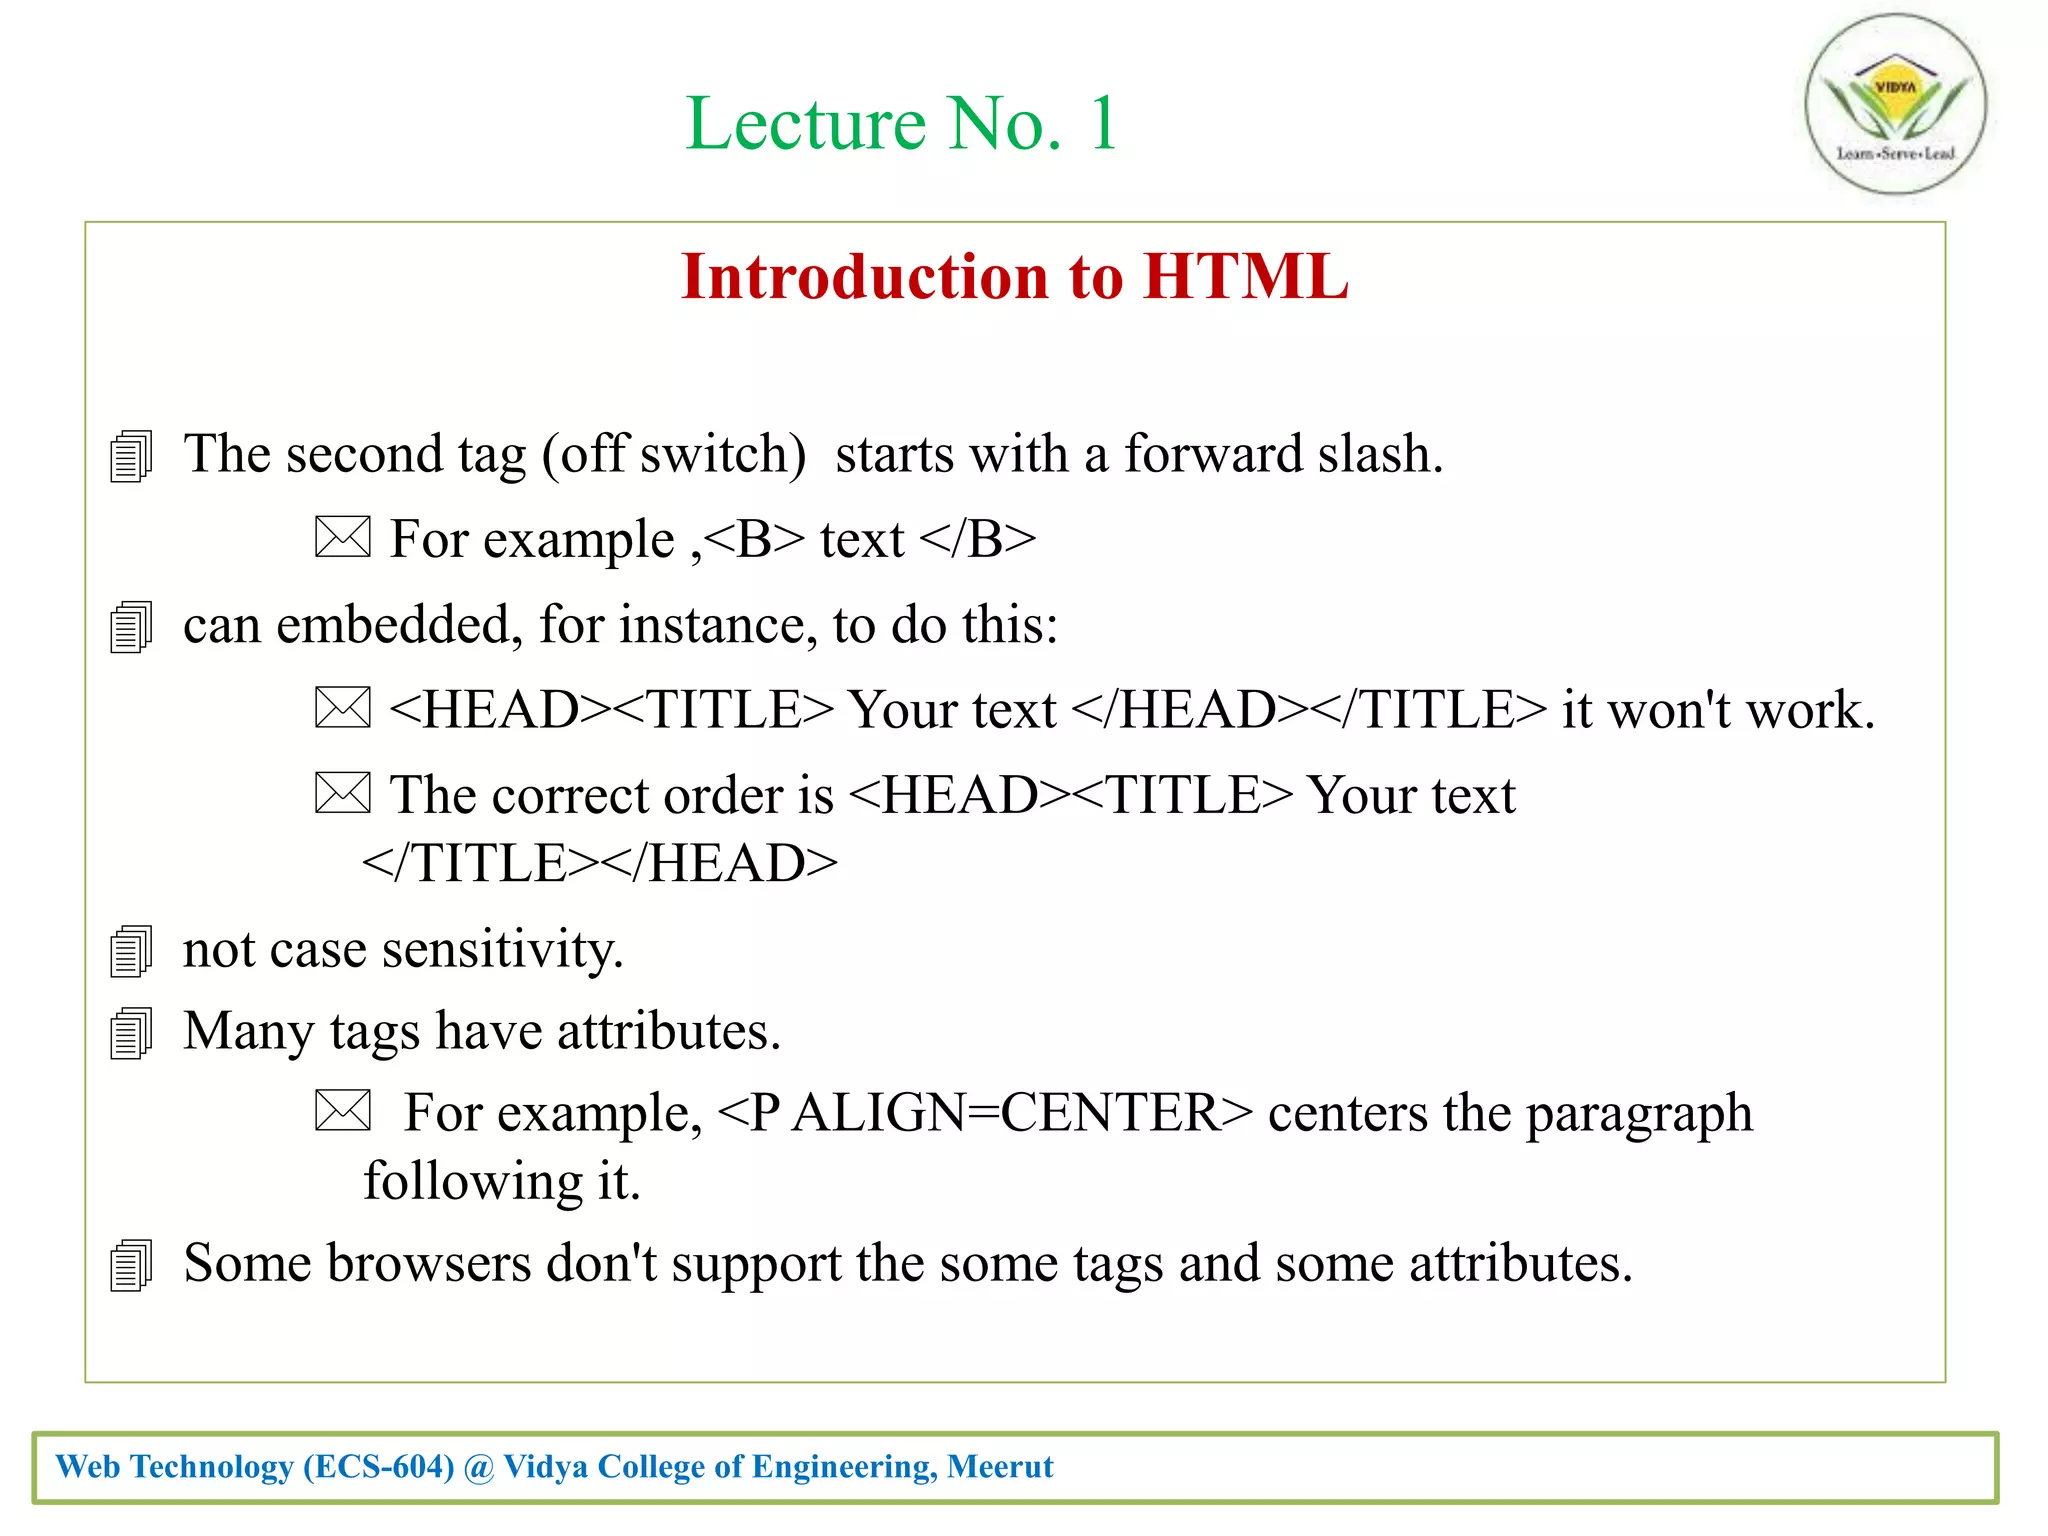 Lecture No. 1
VIDYA
Learn•Serve•Lead
Introduction to HTML
The second tag (off switch)  starts with a forward slash.
For example ,<B> text </B>
can embedded, for instance, to do this:
<HEAD><TITLE> Your text </HEAD></TITLE> it won't work.
The correct order is <HEAD><TITLE> Your text
</TITLE></HEAD>
not case sensitivity.
Many tags have attributes.
For example, <P ALIGN=CENTER> centers the paragraph
following it.
Some browsers don't support the some tags and some attributes.
Web Technology (ECS-604) @ Vidya College of Engineering, Meerut